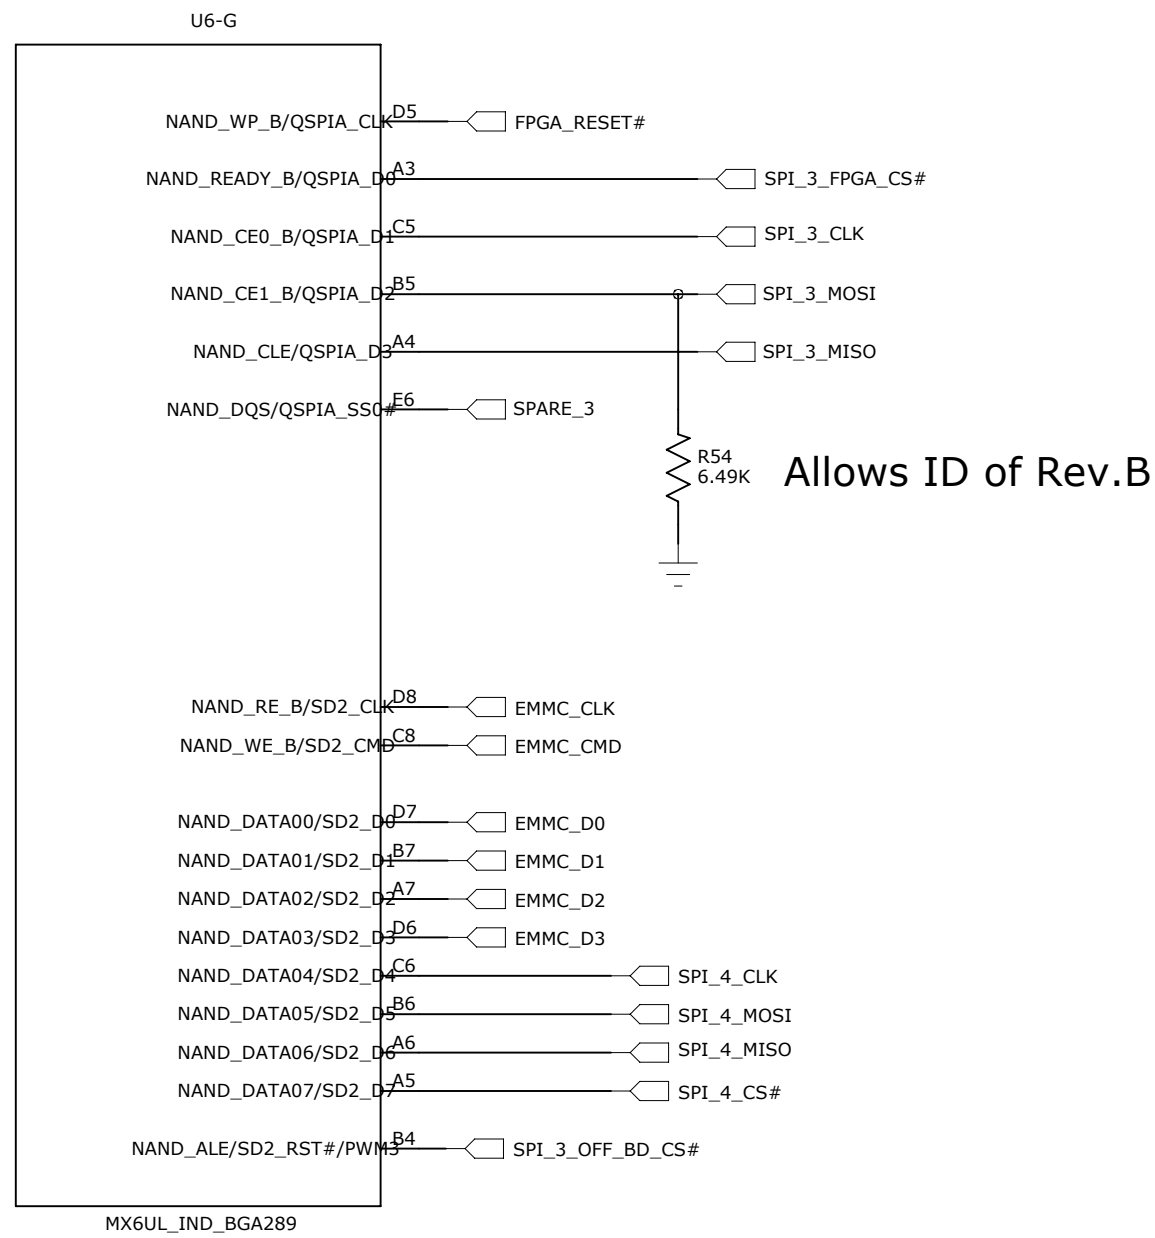 U6-G
NAND_WP_B/QSPIA_CLK D5 FPGA_RESET#
NAND_READY_B/QSPIA_D0 A3 SPI_3_FPGA_CS#
NAND_CE0_B/QSPIA_D1 C5 SPI_3_CLK
NAND_CE1_B/QSPIA_D2 B5 SPI_3_MOSI
NAND_CLE/QSPIA_D3 A4 SPI_3_MISO
NAND_DQS/QSPIA_SS0# E6 SPARE_3
R54
6.49K
Allows ID of Rev.B
NAND_RE_B/SD2_CLK D8 EMMC_CLK
NAND_WE_B/SD2_CMD C8 EMMC_CMD
NAND_DATA00/SD2_D0 D7 EMMC_D0
NAND_DATA01/SD2_D1 B7 EMMC_D1
NAND_DATA02/SD2_D2 A7 EMMC_D2
NAND_DATA03/SD2_D3 D6 EMMC_D3
NAND_DATA04/SD2_D4 C6 SPI_4_CLK
NAND_DATA05/SD2_D5 B6 SPI_4_MOSI
NAND_DATA06/SD2_D6 A6 SPI_4_MISO
NAND_DATA07/SD2_D7 A5 SPI_4_CS#
NAND_ALE/SD2_RST#/PWM3 B4 SPI_3_OFF_BD_CS#
MX6UL_IND_BGA289